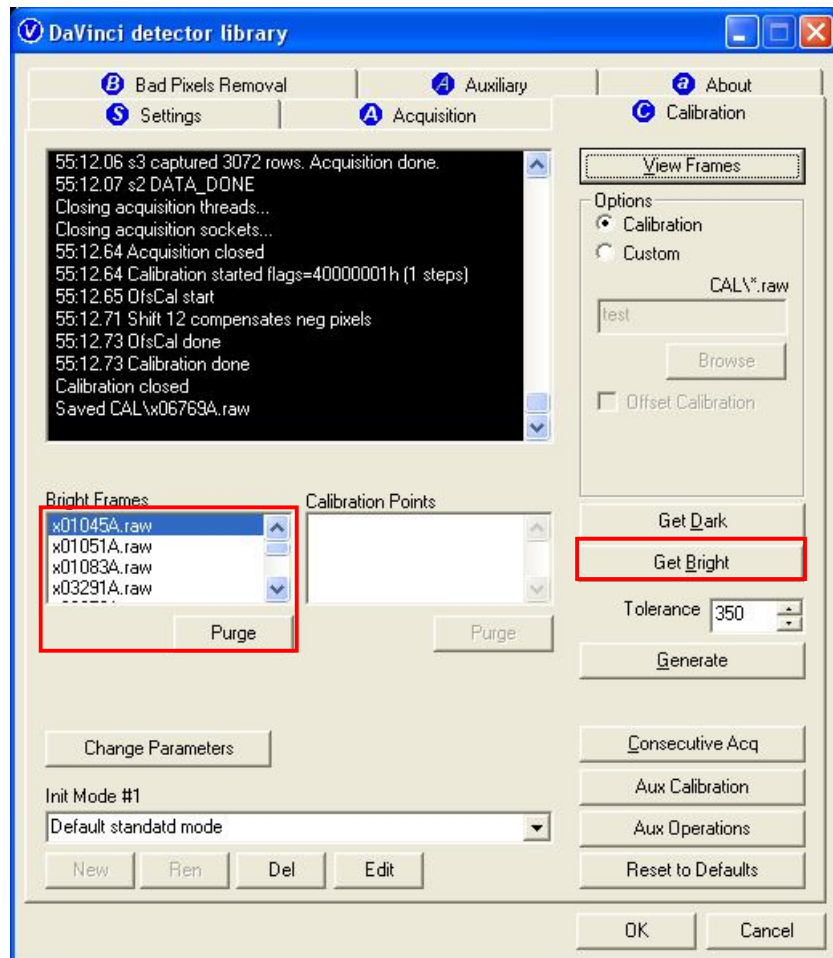 DaVinci detector library
Bad Pixels Removal
Auxiliary
About
Settings
Acquisition
Calibration
55:12.06 s3 captured 3072 rows. Acquisition done.
55:12.07 s2 DATA_DONE
Closing acquisition threads...
Closing acquisition sockets...
55:12.64 Acquisition closed
55:12.64 Calibration started flags=40000001h (1 steps)
55:12.65 OfsCal start
55:12.71 Shift 12 compensates neg pixels
55:12.73 OfsCal done
55:12.73 Calibration done
Calibration closed
Saved CAL\x06769A.raw
View Frames
Options
Calibration
Custom
CAL\*.raw
test
Browse
Offset Calibration
Bright Frames
x01045A.raw
x01051A.raw
x01083A.raw
x03291A.raw
Purge
Calibration Points
Purge
Get Dark
Get Bright
Tolerance 350
Generate
Change Parameters
Init Mode #1
Default standatd mode
New
Ren
Del
Edit
Consecutive Acq
Aux Calibration
Aux Operations
Reset to Defaults
OK
Cancel